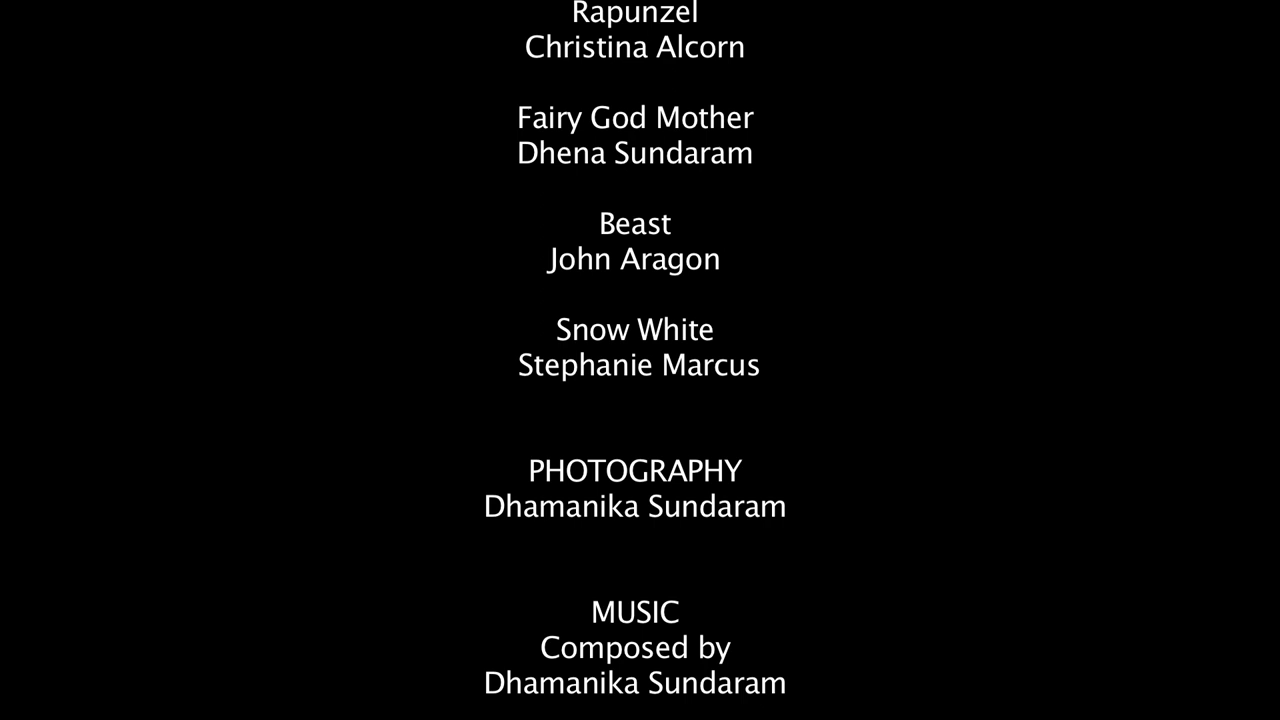 Rapunzel
Christina Alcorn
Fairy God Mother
Dhena Sundaram
Beast
John Aragon
Snow White
Stephanie Marcus
PHOTOGRAPHY
Dhamanika Sundaram
MUSIC
Composed by
Dhamanika Sundaram